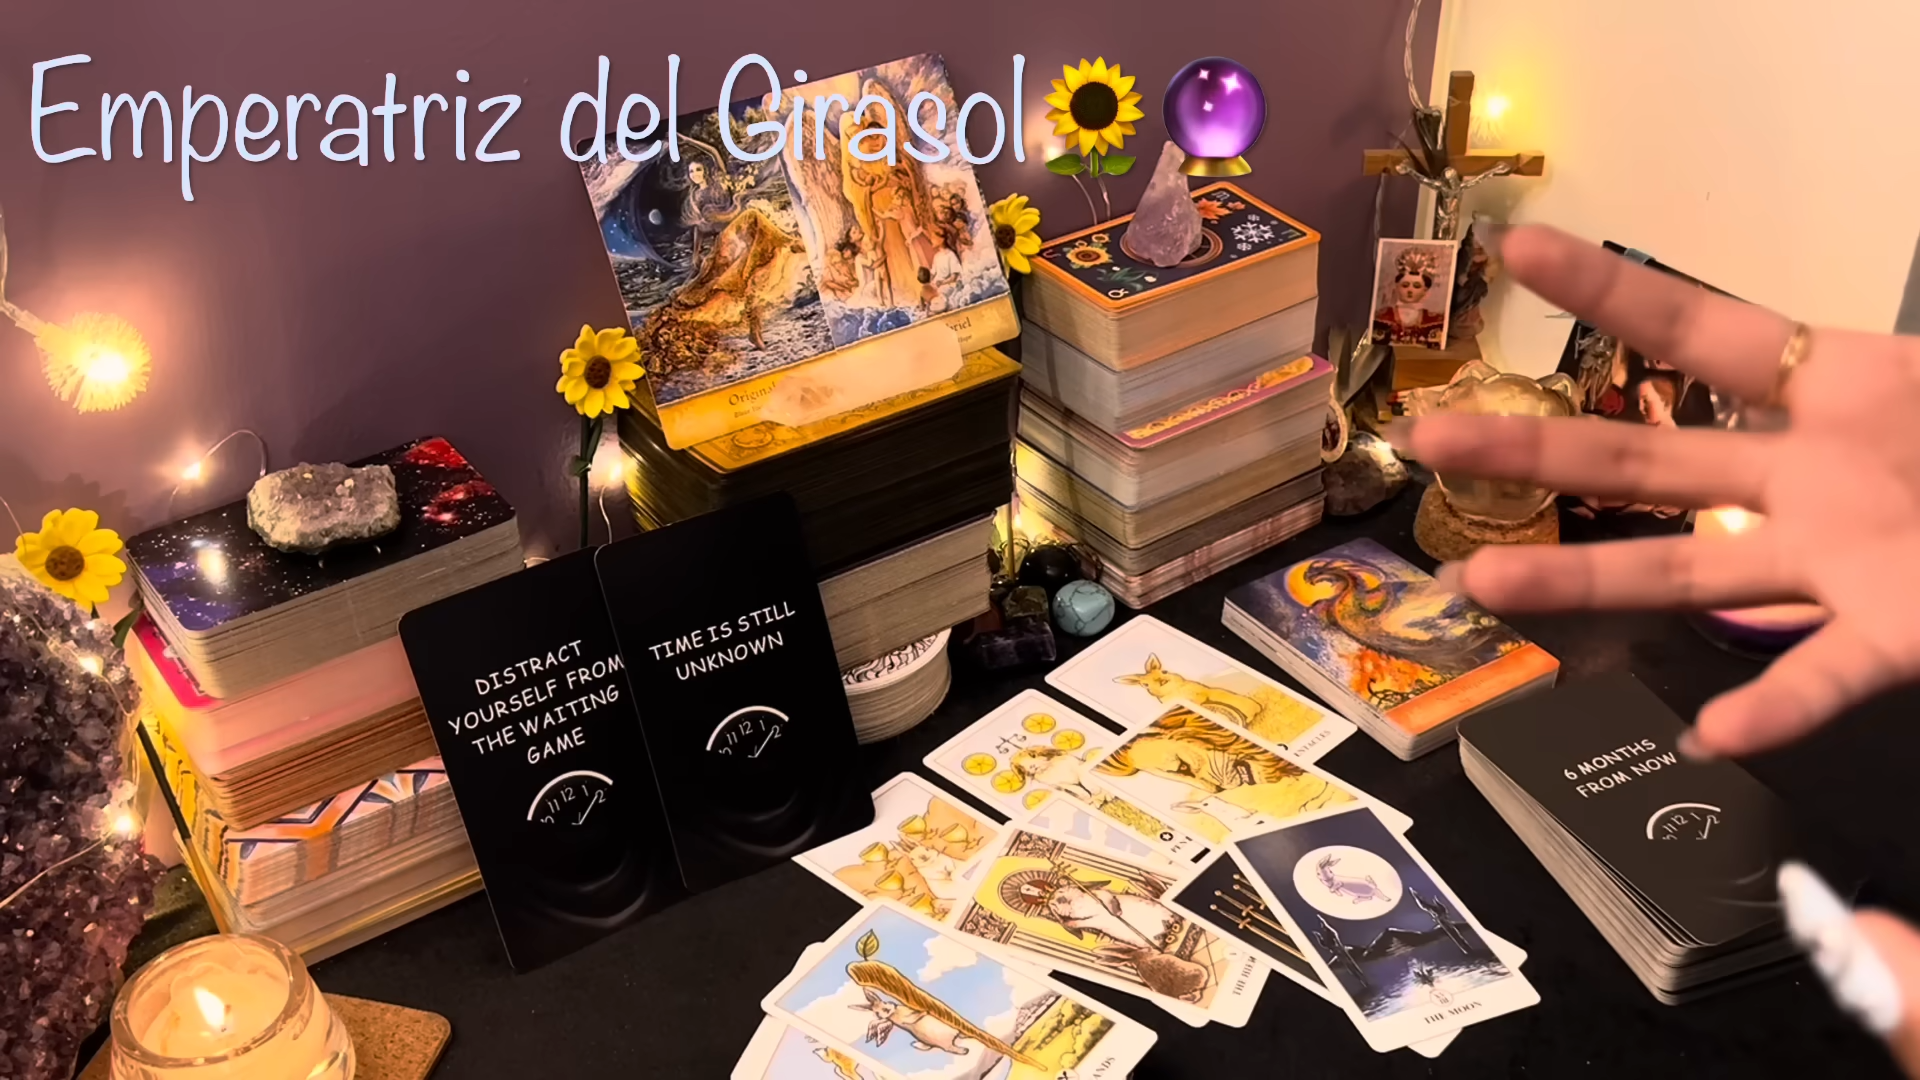 Emperatriz del Girasol🌻🔮
DISTRACT
YOURSELF FROM
THE WAITING
GAME
TIME IS STILL
UNKNOWN
6 MONTHS
FROM NOW
THE MOON